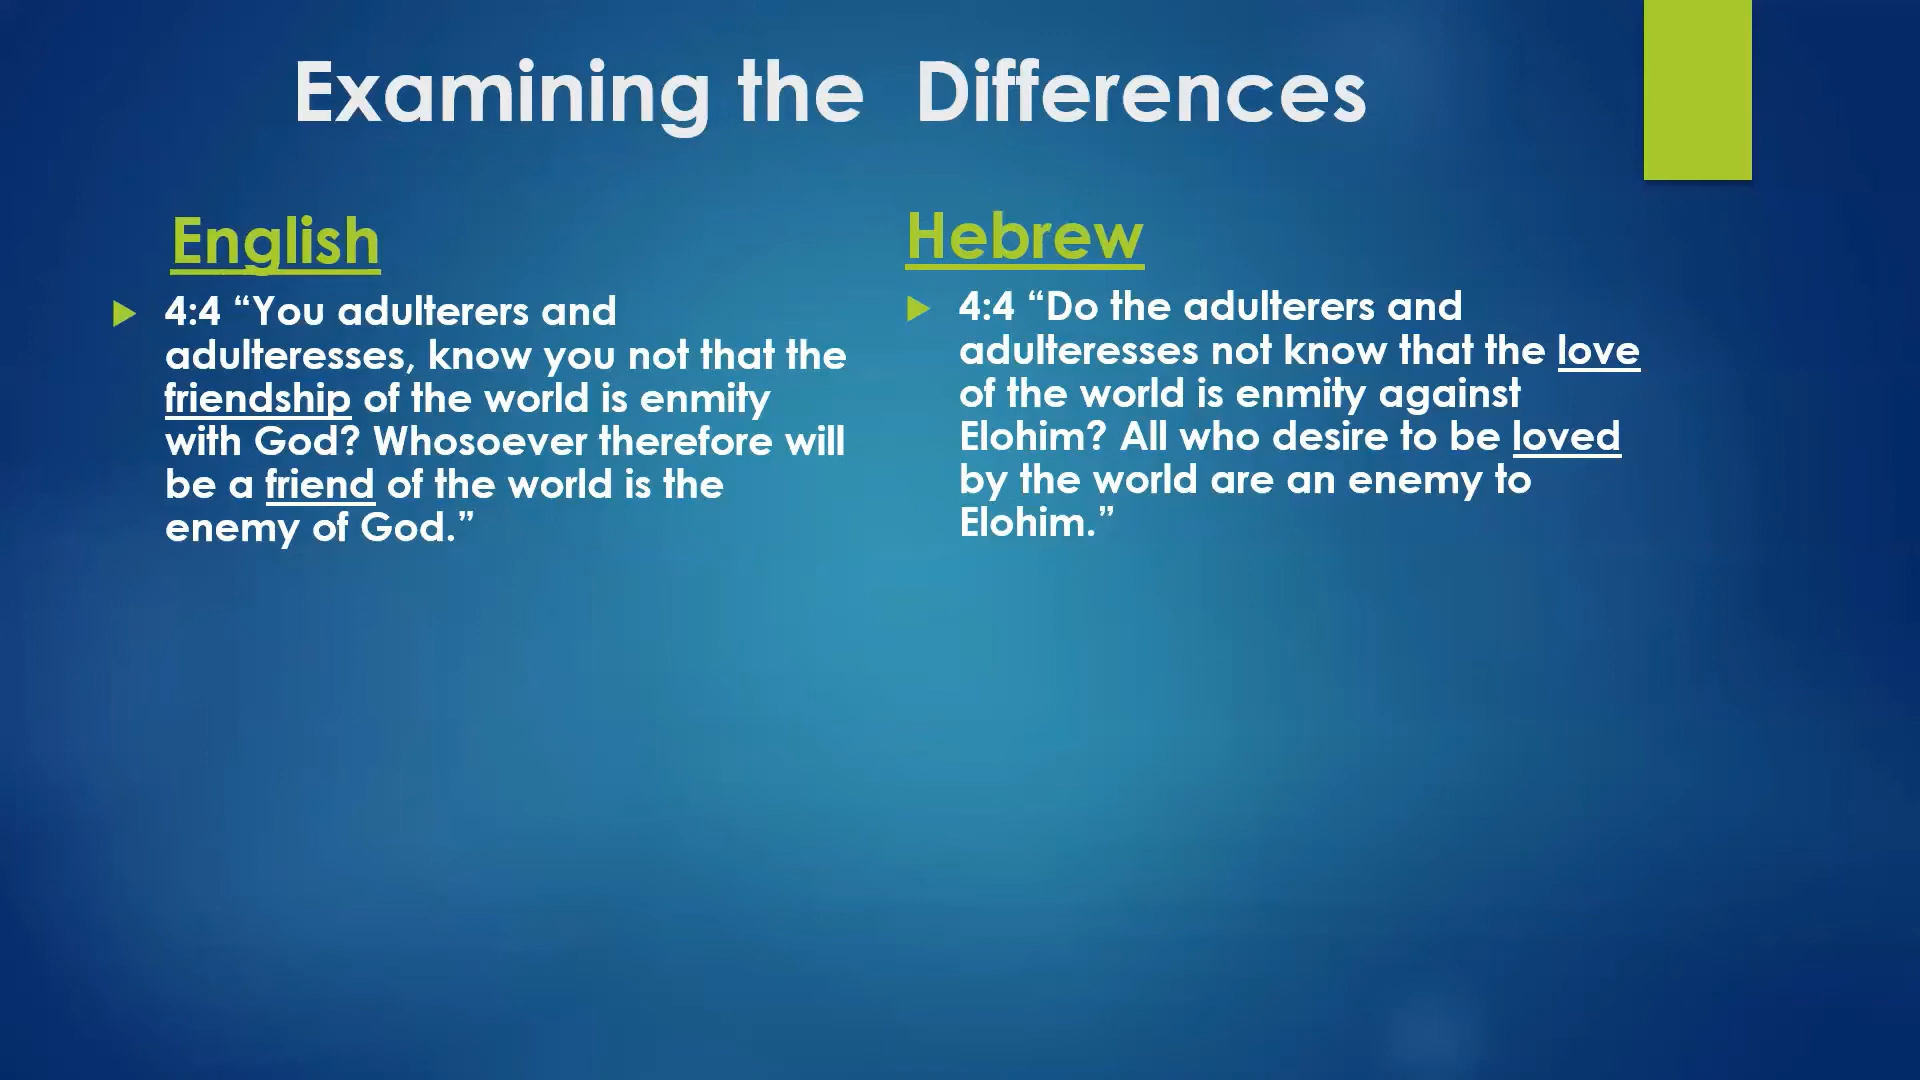 Examining the Differences
English
4:4 “You adulterers and
adulteresses, know you not that the
friendship of the world is enmity
with God? Whosoever therefore will
be a friend of the world is the
enemy of God.”
Hebrew
4:4 “Do the adulterers and
adulteresses not know that the love
of the world is enmity against
Elohim? All who desire to be loved
by the world are an enemy to
Elohim.”